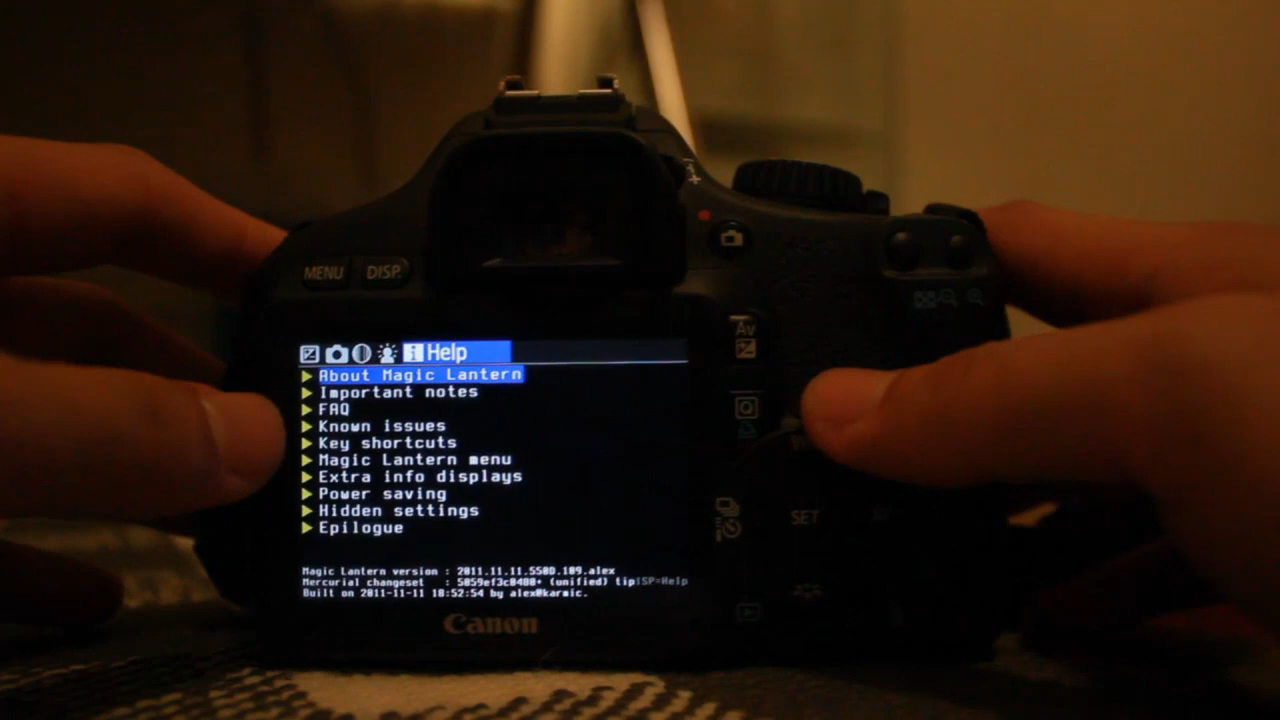 MENU DISP.
Av
Help
About Magic Lantern
Important notes
FAQ
Known issues
Key shortcuts
Magic Lantern menu
Extra info displays
Power saving
Hidden settings
Epilogue
Q
SET
Magic Lantern version : 2011.11.11.550D.109.alex
Mercurial changeset : (unified) tip
Built on 2011-11-11 18:52:54 by alex@karmic.
Canon